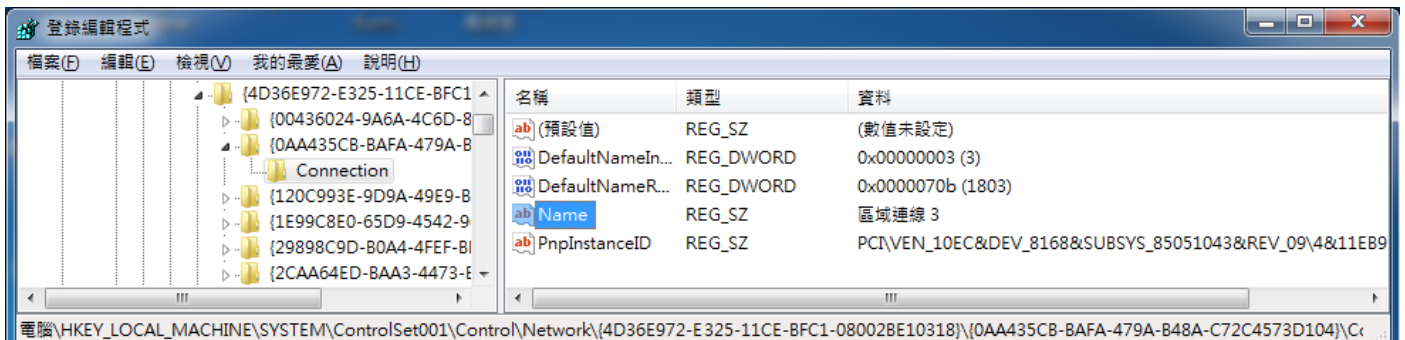 登錄編輯程式
檔案(F) 編輯(E) 檢視(V) 我的最愛(A) 說明(H)
{4D36E972-E325-11CE-BFC1
{00436024-9A6A-4C6D-8
{0AA435CB-BAFA-479A-B
Connection
{120C993E-9D9A-49E9-B
{1E99C8E0-65D9-4542-9
{29898C9D-B0A4-4FEF-B
{2CAA64ED-BAA3-4473-E
名稱 類型 資料
(預設值) REG_SZ (數值未設定)
DefaultNameIn... REG_DWORD 0x00000003 (3)
DefaultNameR... REG_DWORD 0x0000070b (1803)
Name REG_SZ 區域連線 3
PnpInstanceID REG_SZ PCI\VEN_10EC&DEV_8168&SUBSYS_85051043&REV_09\4&11EB9
電腦\HKEY_LOCAL_MACHINE\SYSTEM\ControlSet001\Control\Network\{4D36E972-E325-11CE-BFC1-08002BE10318}\{0AA435CB-BAFA-479A-B48A-C72C4573D104}\Cc